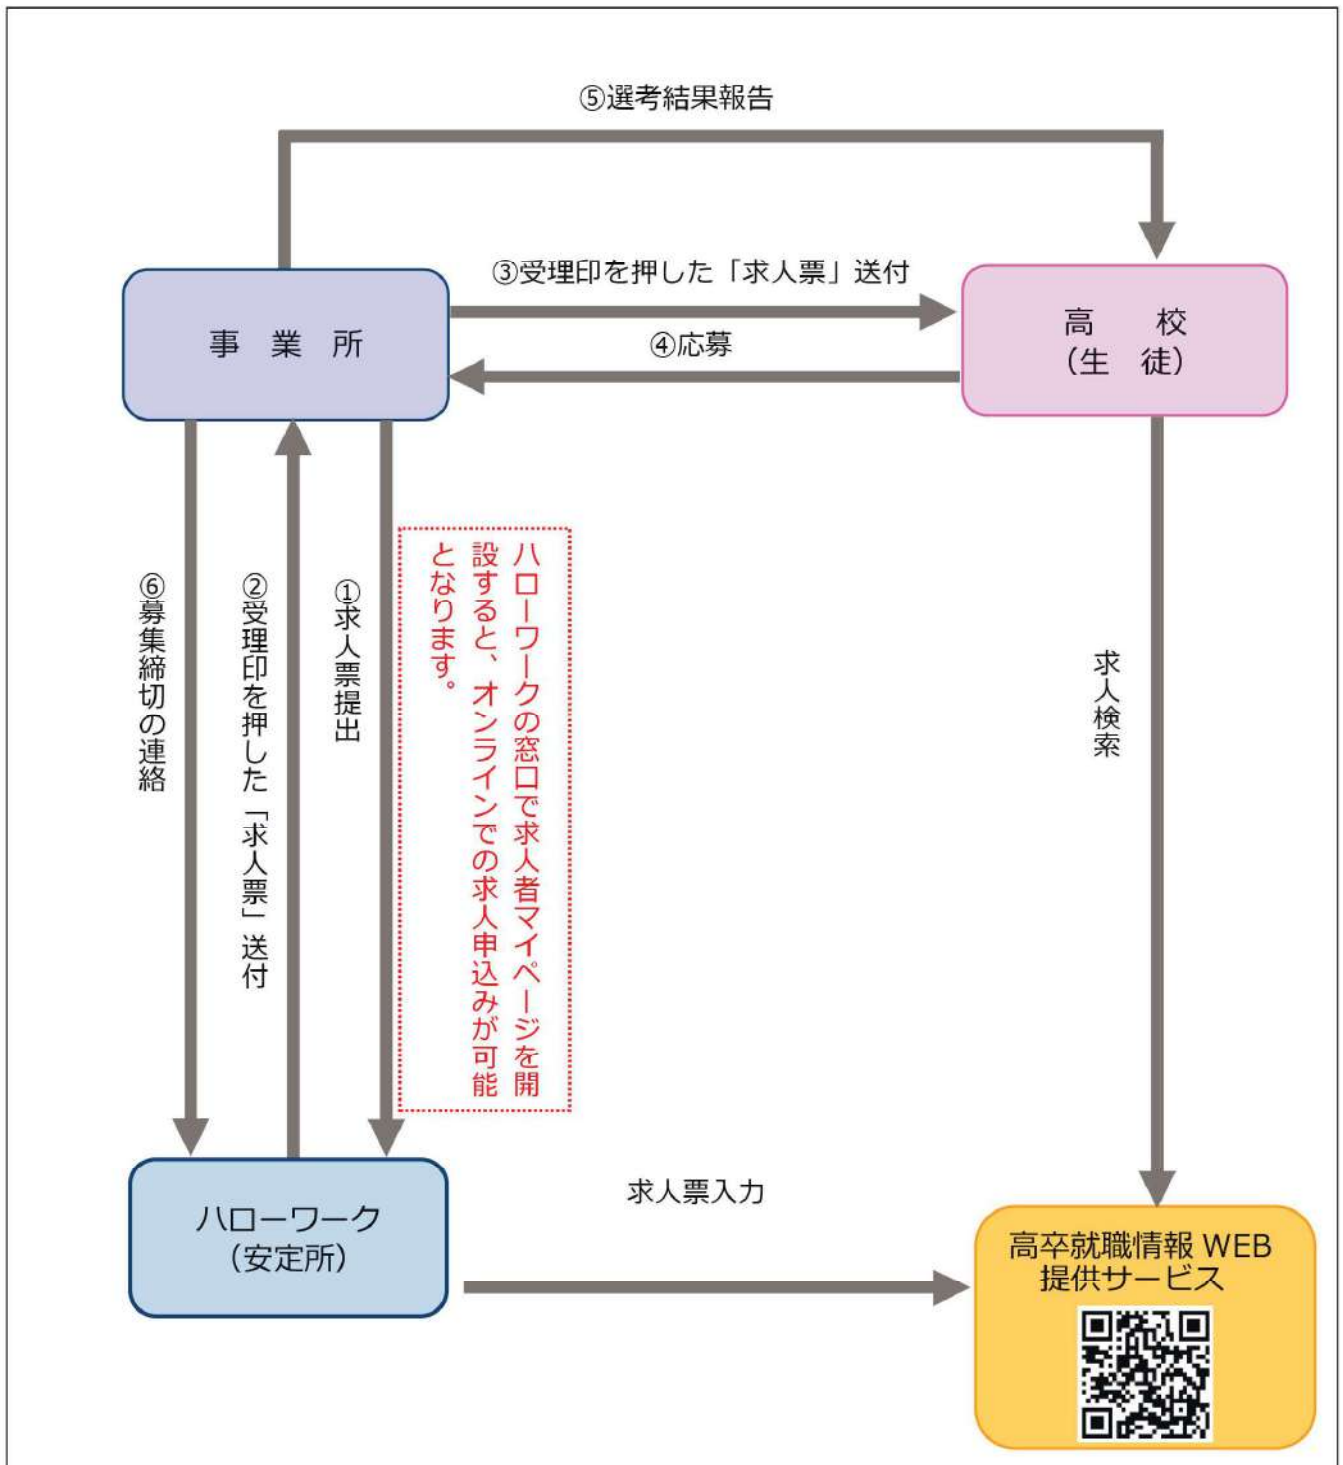 ⑤選考結果報告
③受理印を押した「求人票」送付
事業所
高校
（生徒）
④応募
ハローワークの窓口で求人者マイページを開
設すると、オンラインでの求人申込みが可能
となります。
①求人票提出
②受理印を押した「求人票」送付
⑥募集締切の連絡
求人検索
求人票入力
ハローワーク
（安定所）
高卒就職情報 WEB
提供サービス